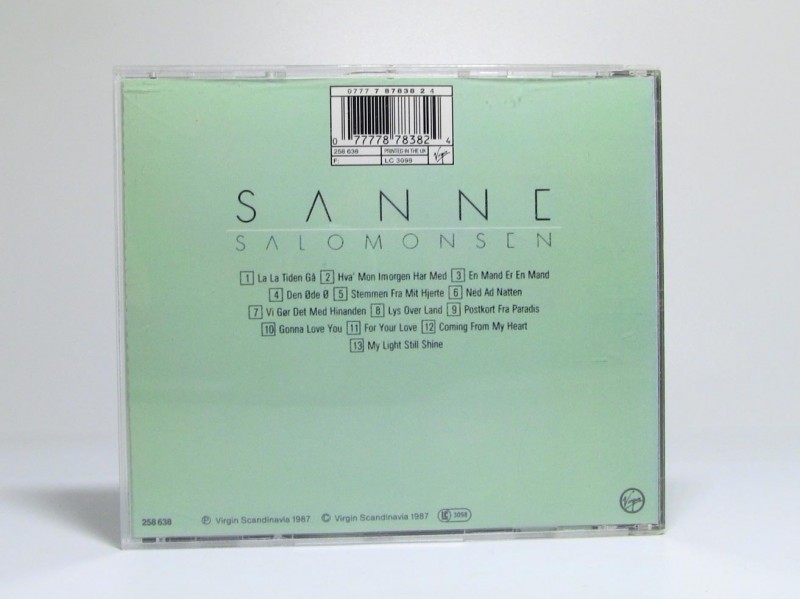 0777 7 87838 2 4
0 77778 78382 4
258 638 PRINTED IN THE UK Virgin
F: LC 3098
SANNE
SALOMONSEN
1 La La Tiden Gå 2 Hva' Mon Imorgen Har Med 3 En Mand Er En Mand
4 Den Øde Ø 5 Stemmen Fra Mit Hjerte 6 Ned Ad Natten
7 Vi Gør Det Med Hinanden 8 Lys Over Land 9 Postkort Fra Paradis
10 Gonna Love You 11 For Your Love 12 Coming From My Heart
13 My Light Still Shine
258 638 ℗ Virgin Scandinavia 1987 © Virgin Scandinavia 1987 LC 3098 Virgin